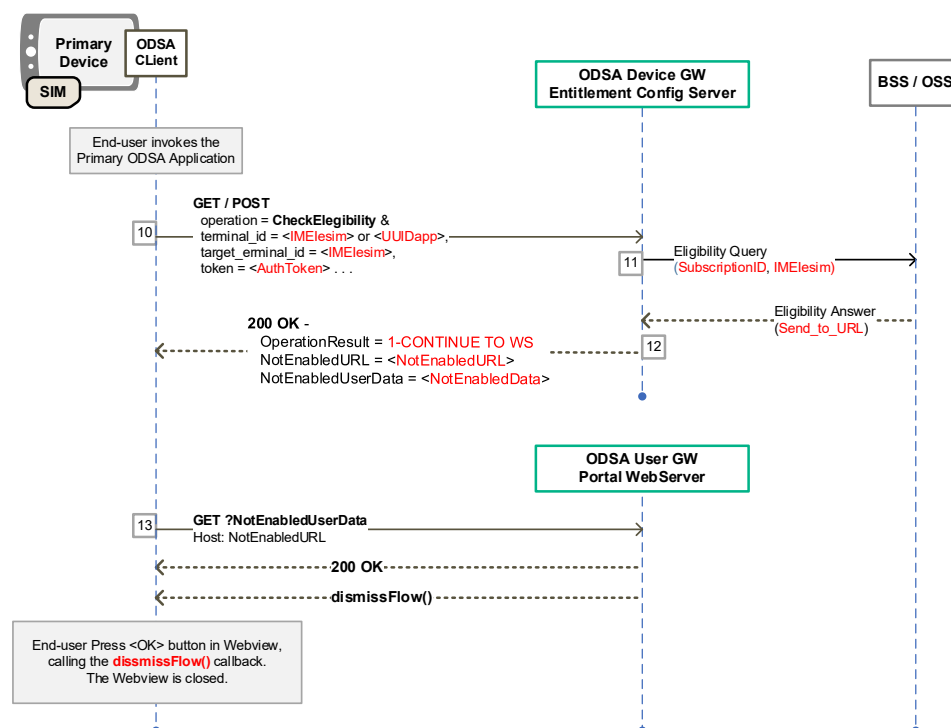 Primary
Device
SIM
ODSA
CLient
ODSA Device GW
Entitlement Config Server
BSS / OSS
End-user invokes the
Primary ODSA Application
10
GET / POST
operation = CheckElegibility &
terminal_id = <IMEIesim> or <UUIDapp>,
target_erminal_id = <IMEIesim>,
token = <AuthToken> . . .
11
Eligibility Query
(SubscriptionID, IMEIesim)
Eligibility Answer
(Send_to_URL)
12
200 OK -
OperationResult = 1-CONTINUE TO WS
NotEnabledURL = <NotEnabledURL>
NotEnabledUserData = <NotEnabledData>
ODSA User GW
Portal WebServer
13
GET ?NotEnabledUserData
Host: NotEnabledURL
200 OK
dismissFlow()
End-user Press <OK> button in Webview,
calling the dissmissFlow() callback.
The Webview is closed.